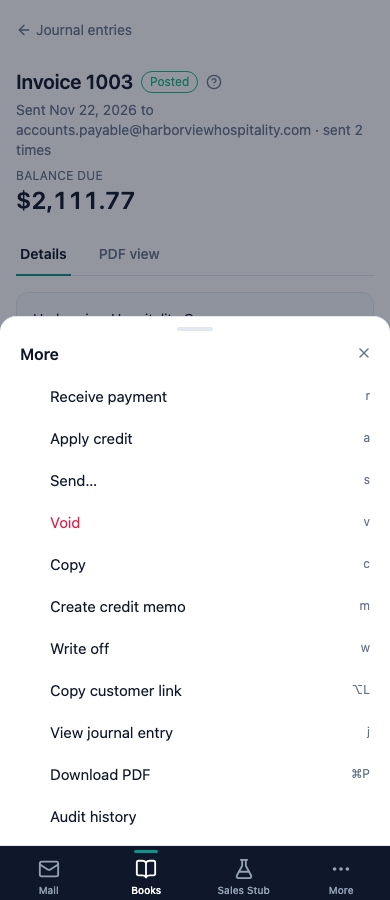 Journal entries
Invoice 1003 Posted
Sent Nov 22, 2026 to
accounts.payable@harborviewhospitality.com · sent 2
times
BALANCE DUE
$2,111.77
Details PDF view
More
Receive payment r
Apply credit a
Send... s
Void v
Copy c
Create credit memo m
Write off w
Copy customer link ⌥L
View journal entry j
Download PDF ⌘P
Audit history
Mail Books Sales Stub More